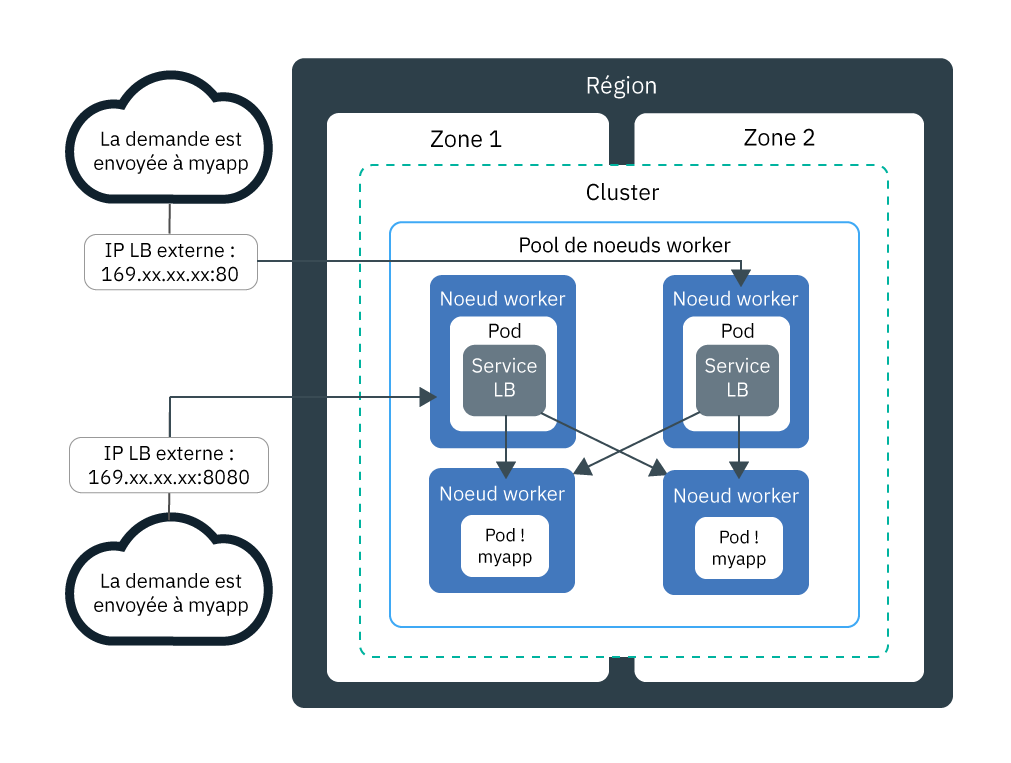 Région
Zone 1
Zone 2
Cluster
Pool de noeuds worker
La demande est
envoyée à myapp
IP LB externe :
169.xx.xx.xx:80
Noeud worker
Pod
Service
LB
Noeud worker
Pod
Service
LB
IP LB externe :
169.xx.xx.xx:8080
La demande est
envoyée à myapp
Noeud worker
Pod !
myapp
Noeud worker
Pod !
myapp